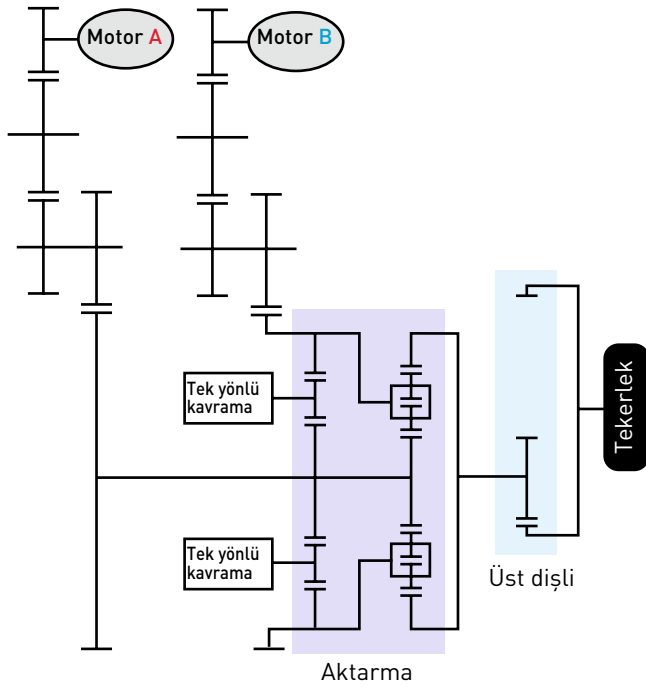 Motor A
Motor B
Tek yönlü
kavrama
Tekerlek
Tek yönlü
kavrama
Üst dişli
Aktarma